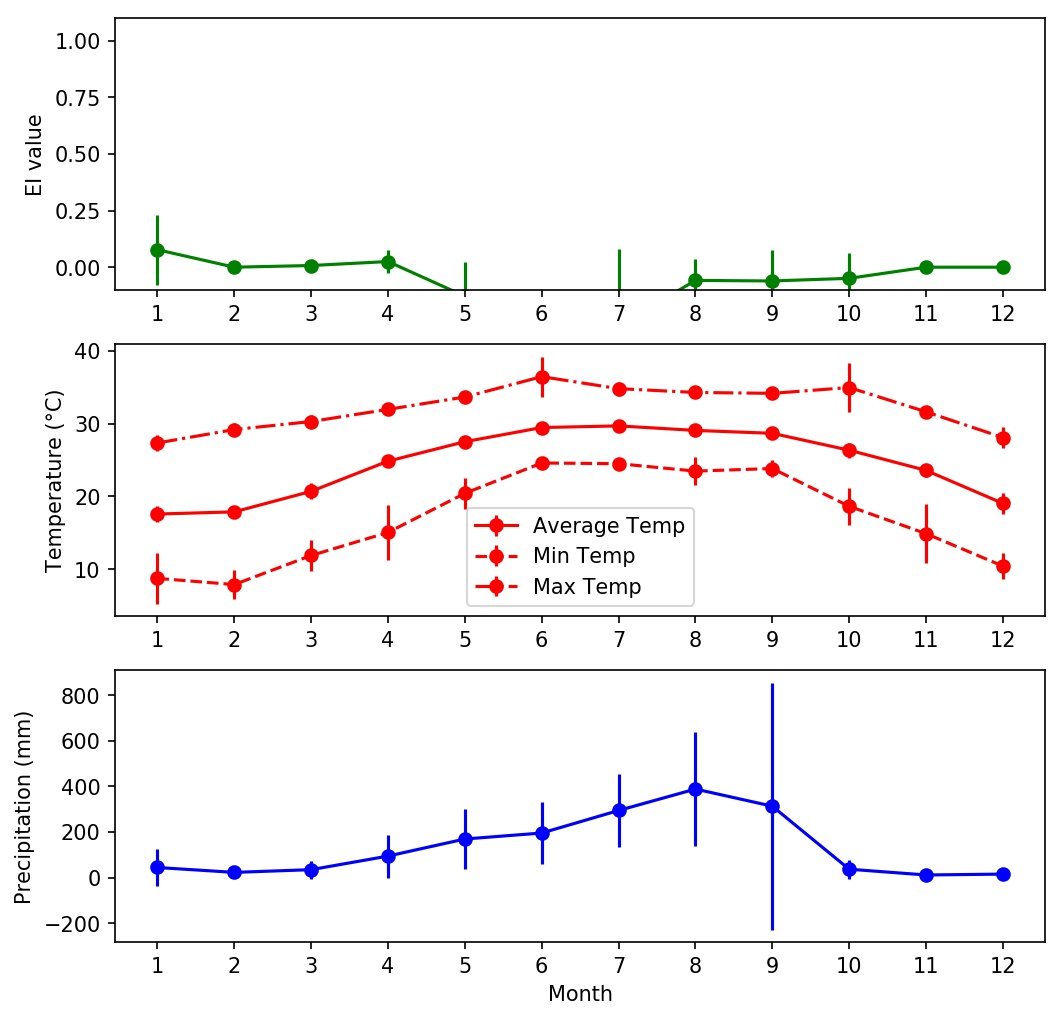 EI value
1.00
0.75
0.50
0.25
0.00
1 2 3 4 5 6 7 8 9 10 11 12
Temperature (°C)
40
30
20
10
Average Temp
Min Temp
Max Temp
1 2 3 4 5 6 7 8 9 10 11 12
Precipitation (mm)
800
600
400
200
0
−200
1 2 3 4 5 6 7 8 9 10 11 12
Month